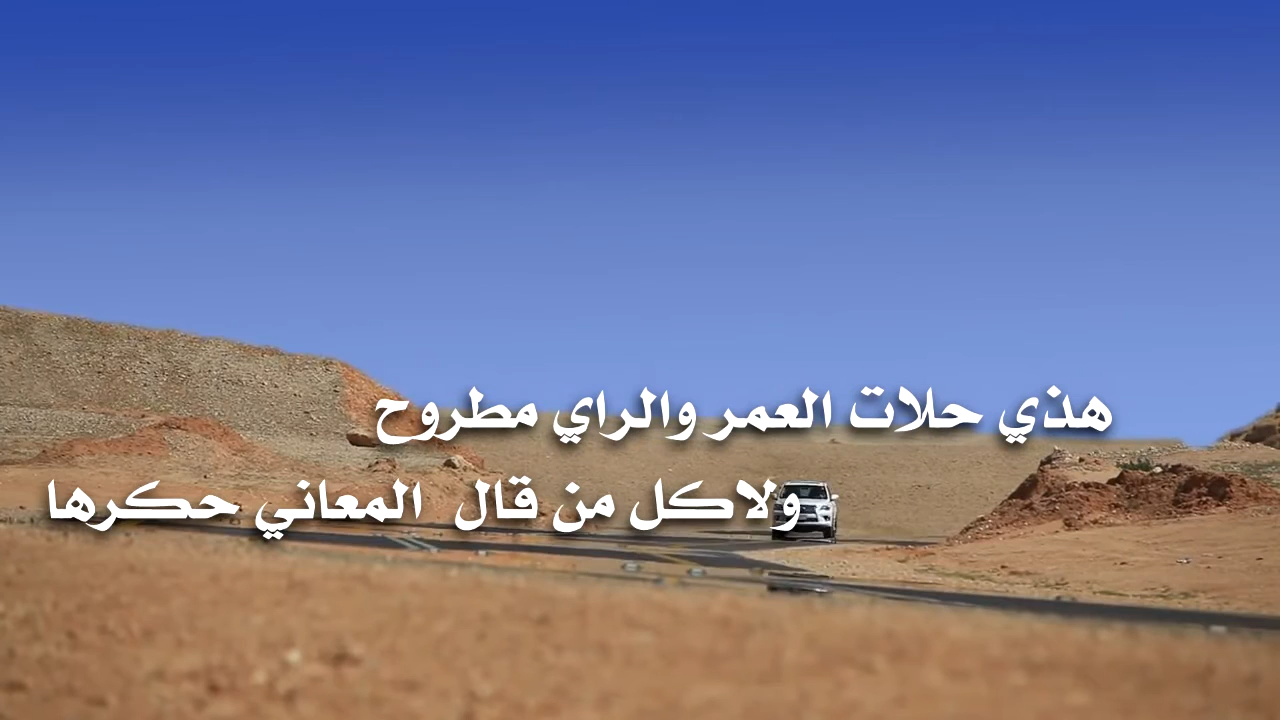 هذي حلات العمر والراي مطروح
ولاكل من قال المعاني حكرها